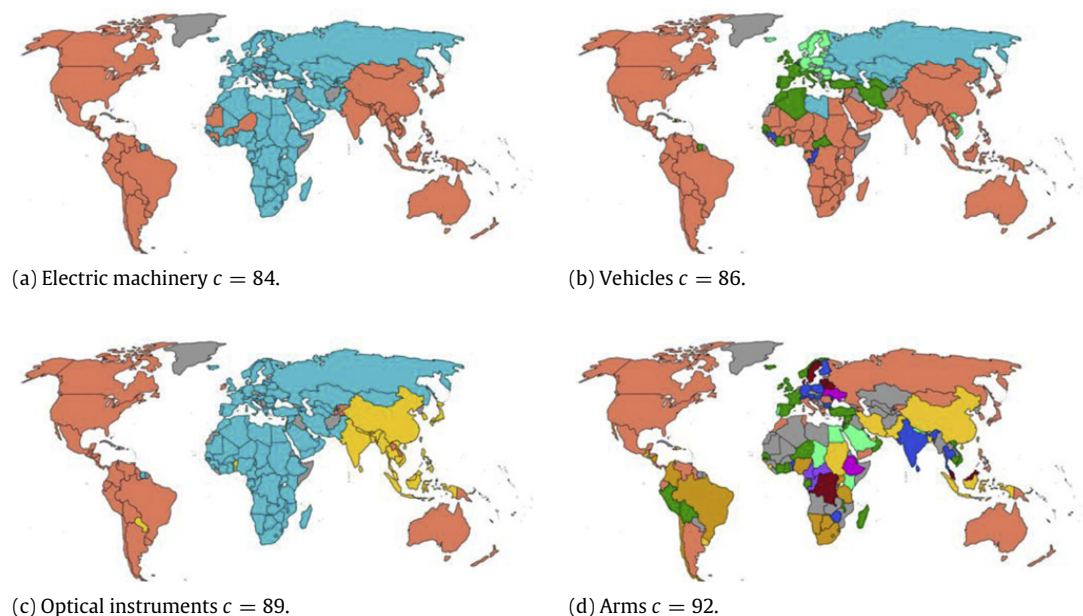 (a) Electric machinery c = 84.
(b) Vehicles c = 86.
(c) Optical instruments c = 89.
(d) Arms c = 92.